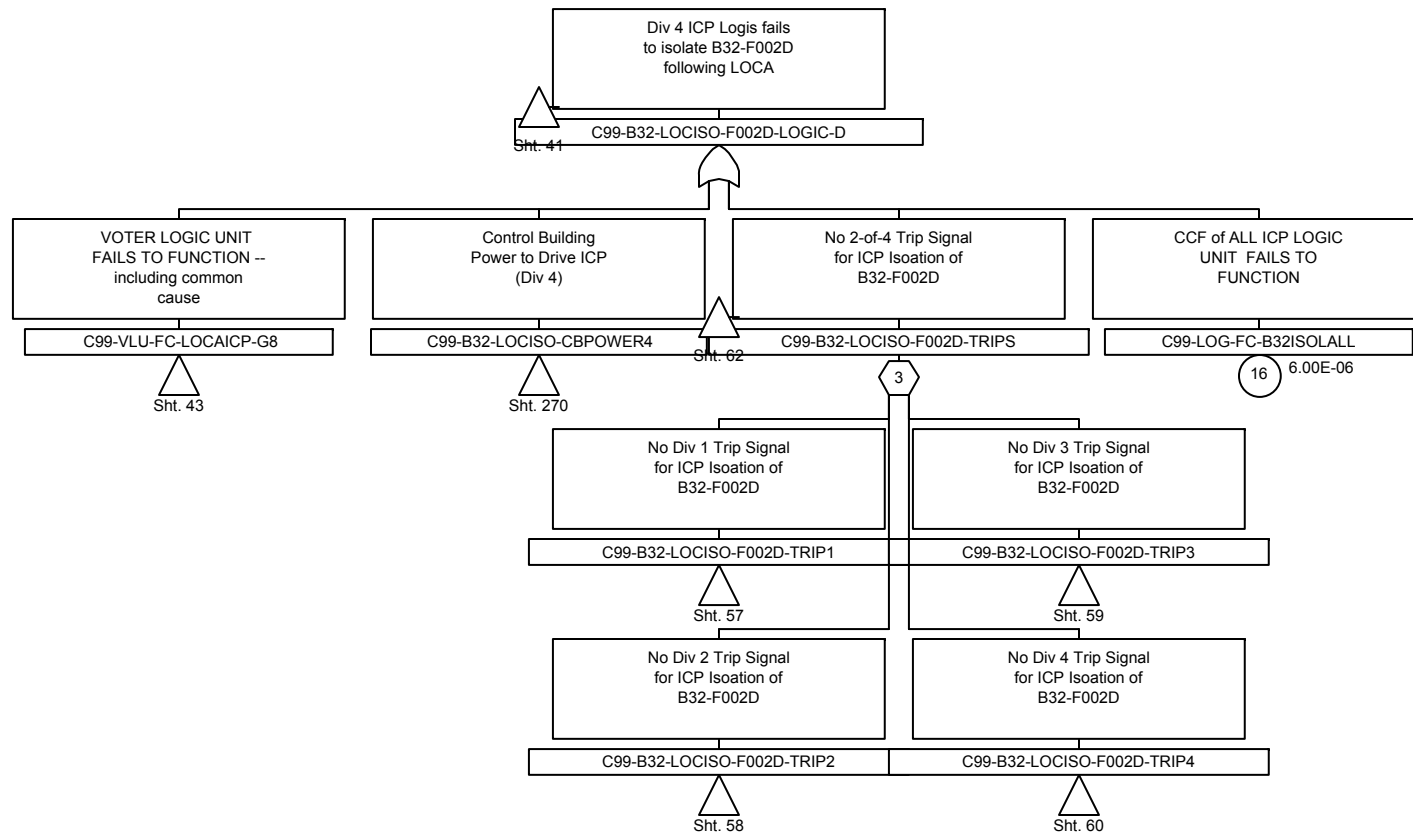 Div 4 ICP Logis fails
to isolate B32-F002D
following LOCA
C99-B32-LOCISO-F002D-LOGIC-D
Sht. 41
VOTER LOGIC UNIT
FAILS TO FUNCTION --
including common
cause
C99-VLU-FC-LOCAICP-G8
Sht. 43
Control Building
Power to Drive ICP
(Div 4)
C99-B32-LOCISO-CBPOWER4
Sht. 270
No 2-of-4 Trip Signal
for ICP Isoation of
B32-F002D
C99-B32-LOCISO-F002D-TRIPS
Sht. 62
3
CCF of ALL ICP LOGIC
UNIT FAILS TO
FUNCTION
C99-LOG-FC-B32ISOLALL
16
6.00E-06
No Div 1 Trip Signal
for ICP Isoation of
B32-F002D
C99-B32-LOCISO-F002D-TRIP1
Sht. 57
No Div 3 Trip Signal
for ICP Isoation of
B32-F002D
C99-B32-LOCISO-F002D-TRIP3
Sht. 59
No Div 2 Trip Signal
for ICP Isoation of
B32-F002D
C99-B32-LOCISO-F002D-TRIP2
Sht. 58
No Div 4 Trip Signal
for ICP Isoation of
B32-F002D
C99-B32-LOCISO-F002D-TRIP4
Sht. 60